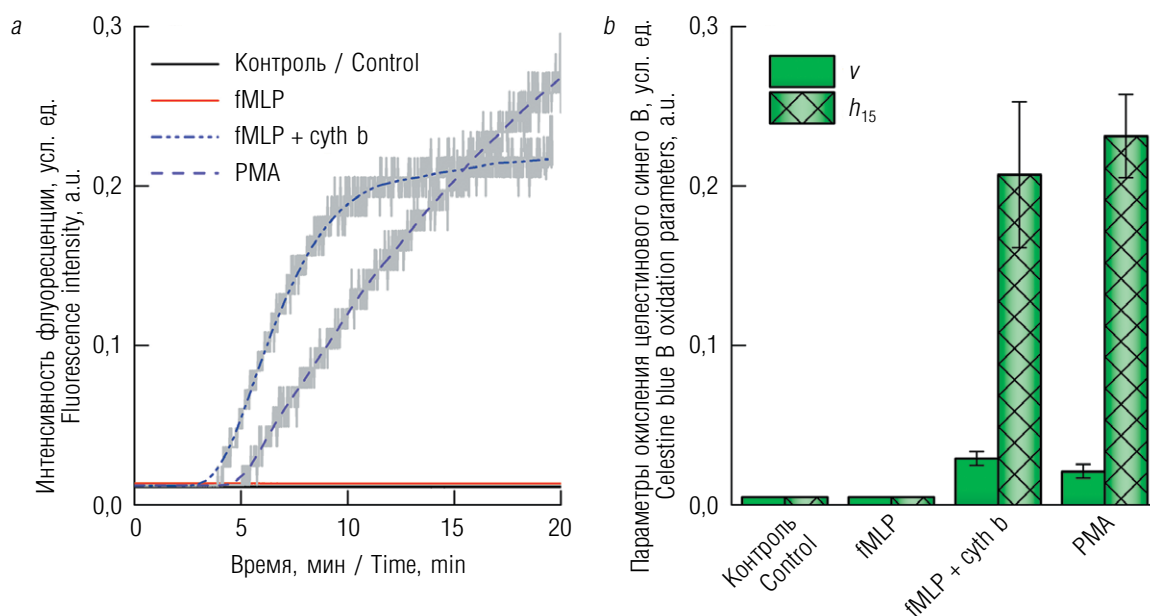 a
Интенсивность флуоресценции, усл. ед.
Fluorescence intensity, a.u.
0,3
0,2
0,1
0,0
Контроль / Control
fMLP
fMLP + cyth b
PMA
0 5 10 15 20
Время, мин / Time, min
b
Параметры окисления целестинового синего В, усл. ед.
Celestine blue B oxidation parameters, a.u.
0,3
0,2
0,1
0,0
v
h15
Контроль
Control
fMLP
fMLP + cyth b
PMA